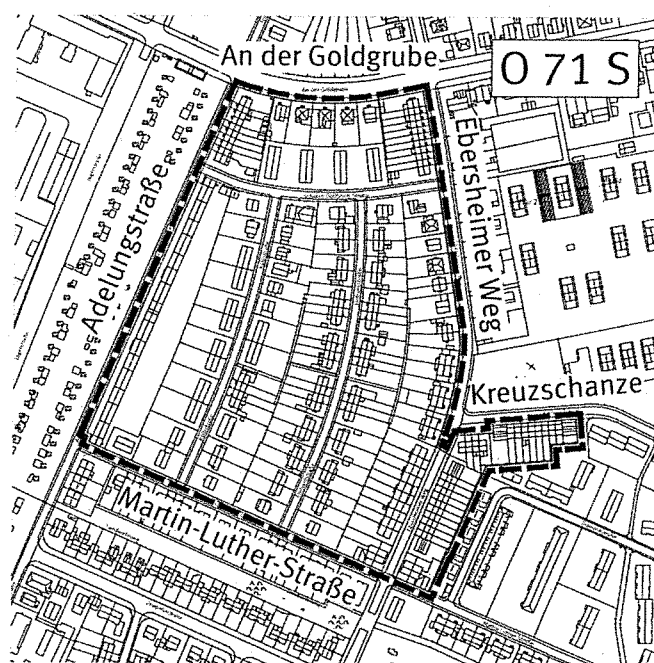 An der Goldgrube
O 71 S
Adelungstraße
Ebersheimer Weg
Kreuzschanze
Martin-Luther-Straße